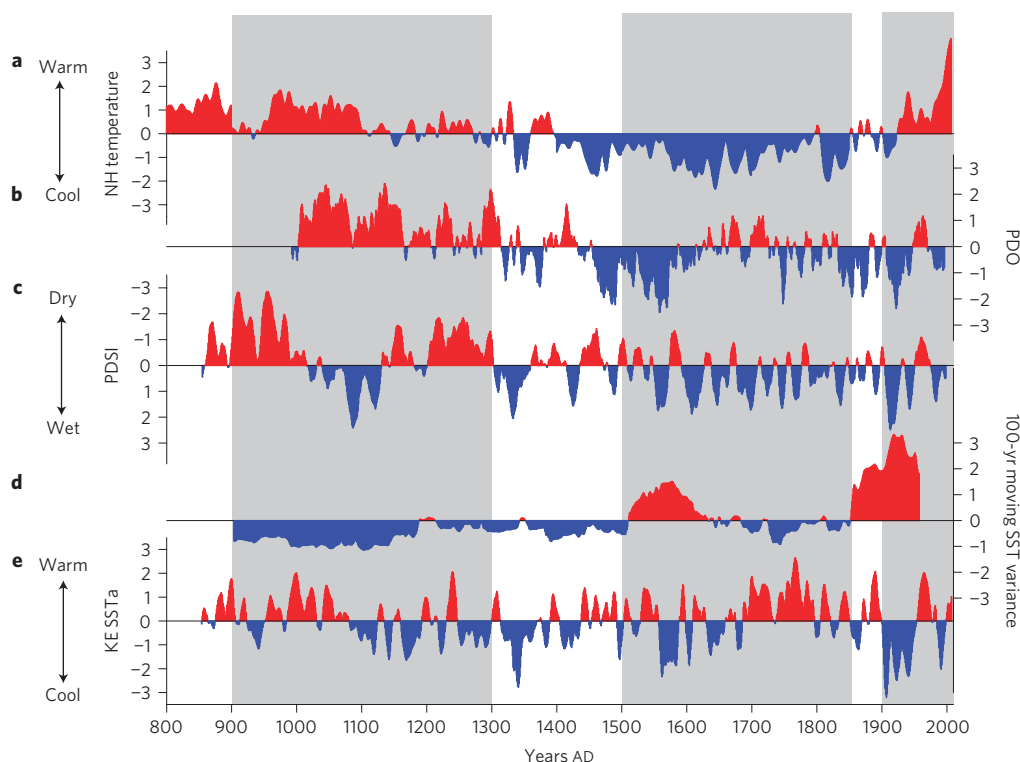 a
Warm
Cool
NH temperature
3
2
1
0
−1
−2
−3
b
3
2
1
0
−1
−2
−3
PDO
c
Dry
Wet
PDSI
−3
−2
−1
0
1
2
3
d
3
2
1
0
−1
−2
−3
100-yr moving SST variance
e
Warm
Cool
KE SSTa
3
2
1
0
−1
−2
−3
800 900 1000 1100 1200 1300 1400 1500 1600 1700 1800 1900 2000
Years AD